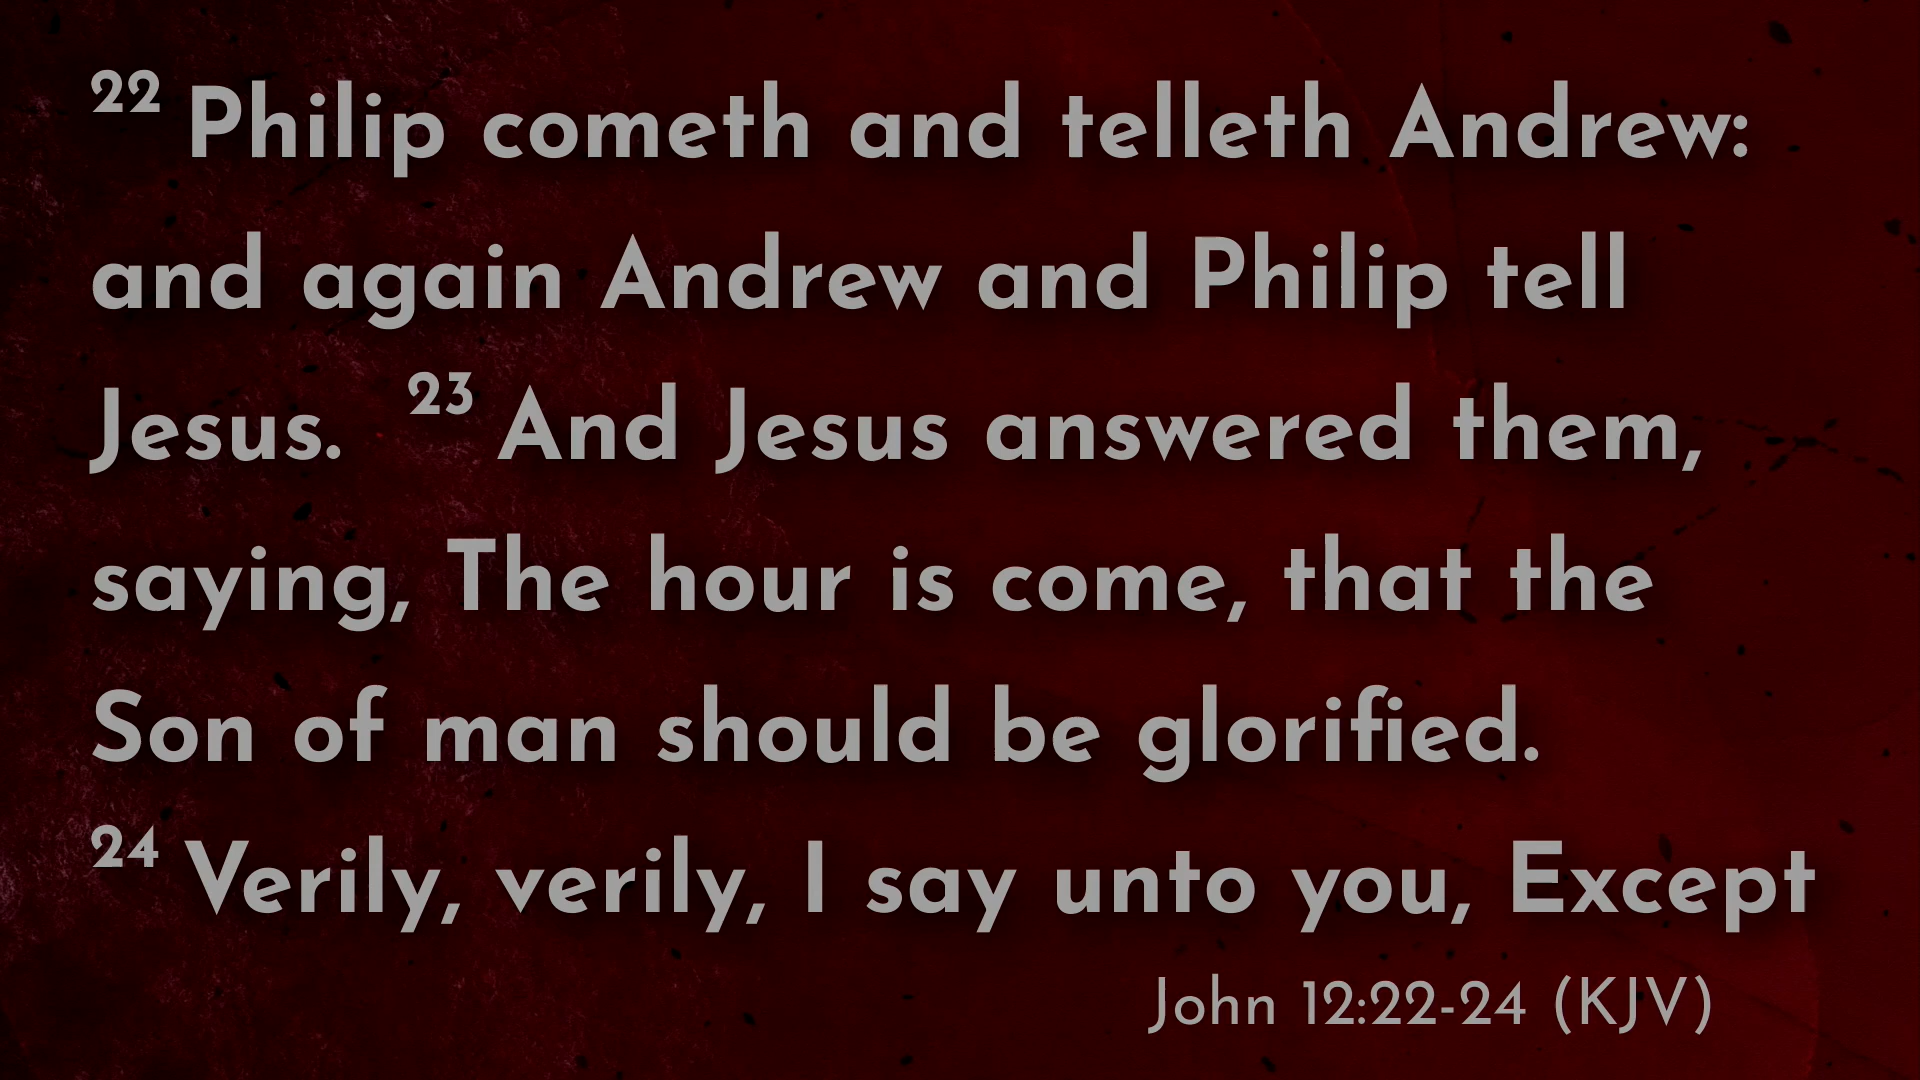 22 Philip cometh and telleth Andrew:
and again Andrew and Philip tell
Jesus. 23 And Jesus answered them,
saying, The hour is come, that the
Son of man should be glorified.
24 Verily, verily, I say unto you, Except
John 12:22-24 (KJV)